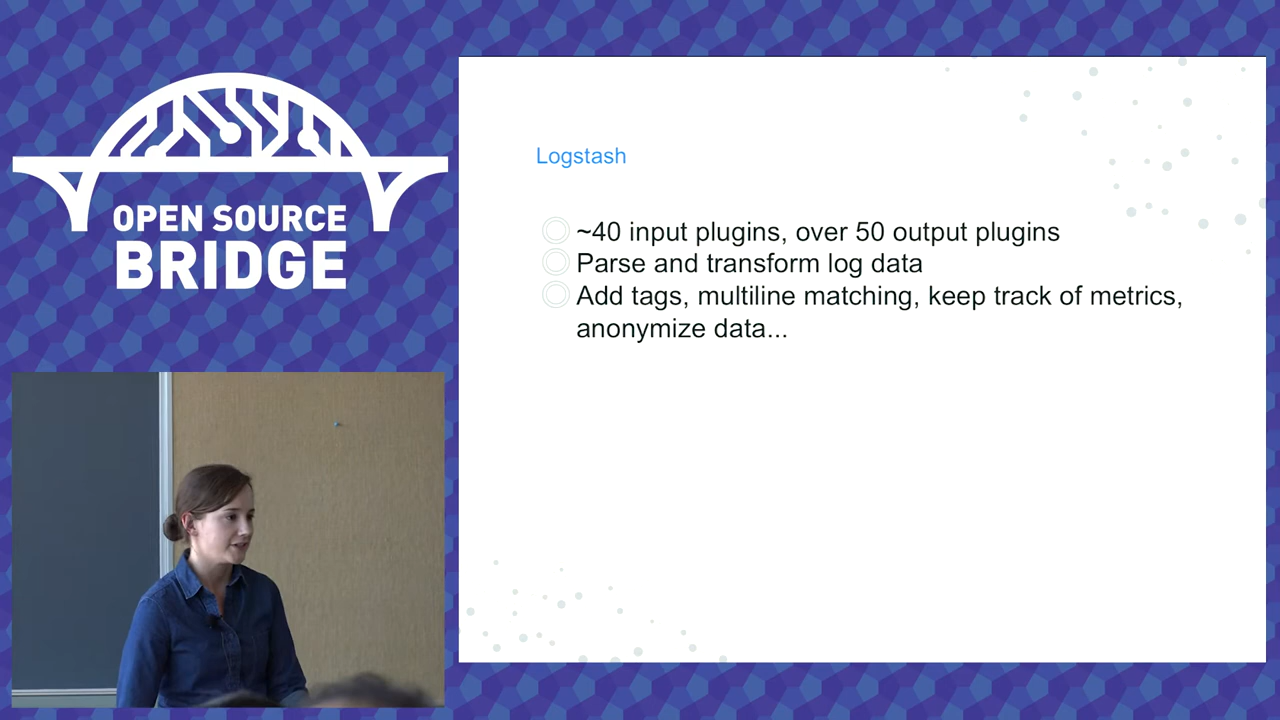 OPEN SOURCE
BRIDGE
Logstash
~40 input plugins, over 50 output plugins
Parse and transform log data
Add tags, multiline matching, keep track of metrics,
anonymize data...